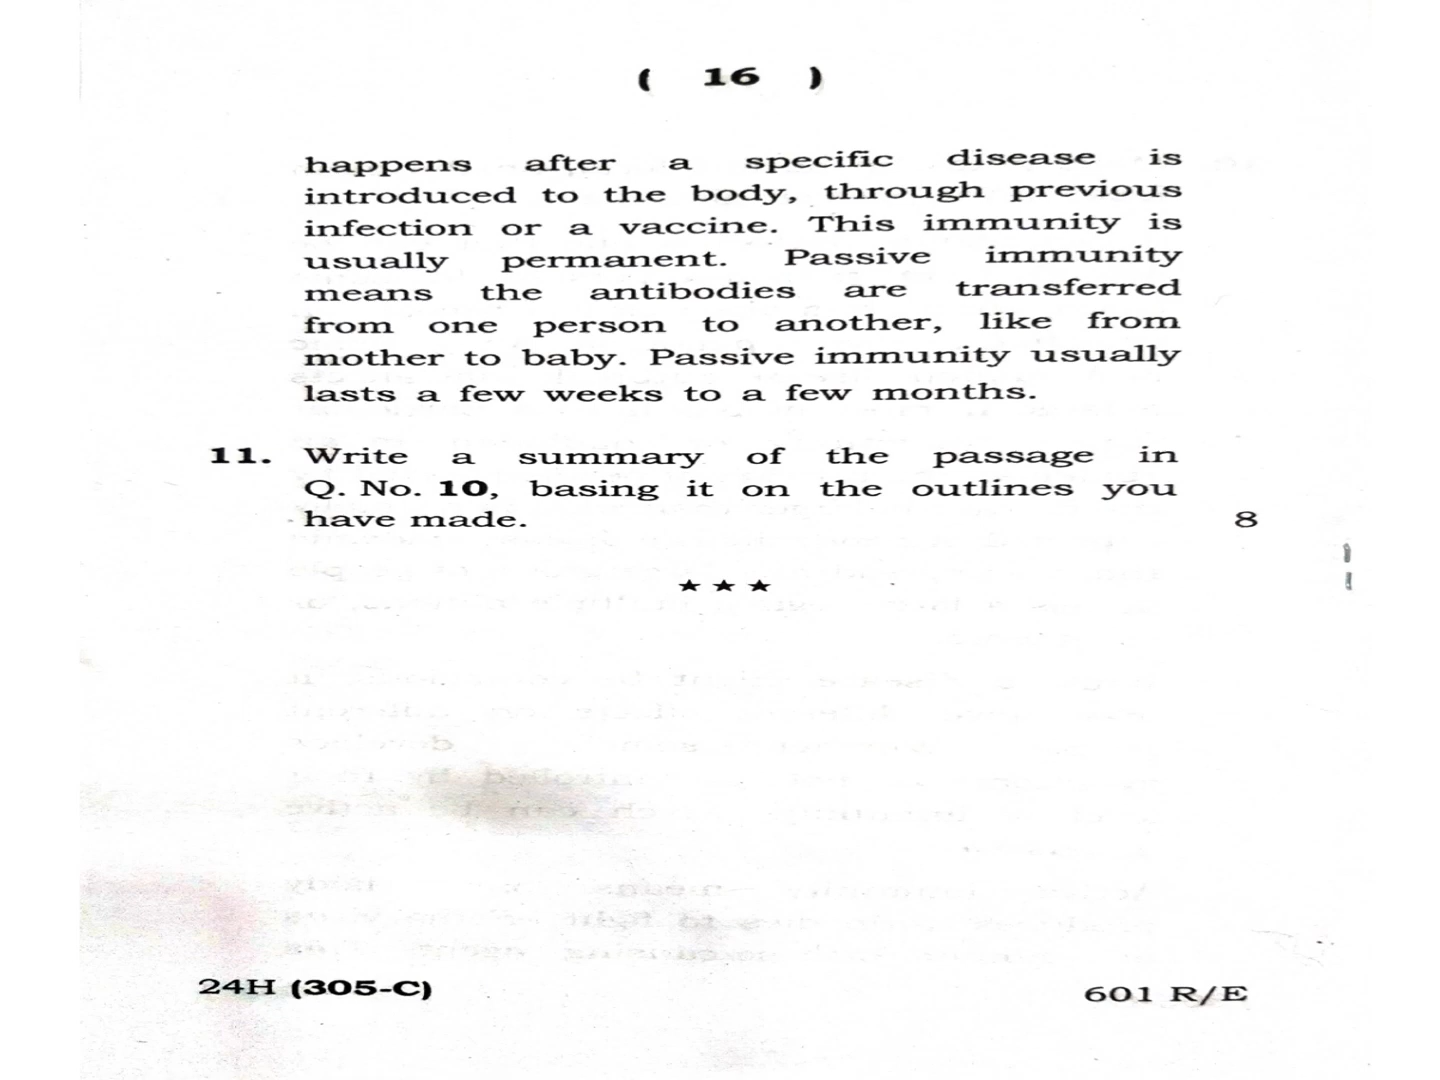 ( 16 )
happens after a specific disease is
introduced to the body, through previous
infection or a vaccine. This immunity is
usually permanent. Passive immunity
means the antibodies are transferred
from one person to another, like from
mother to baby. Passive immunity usually
lasts a few weeks to a few months.
11. Write a summary of the passage in
Q. No. 10, basing it on the outlines you
have made. 8
★ ★ ★
24H (305-C) 601 R/E